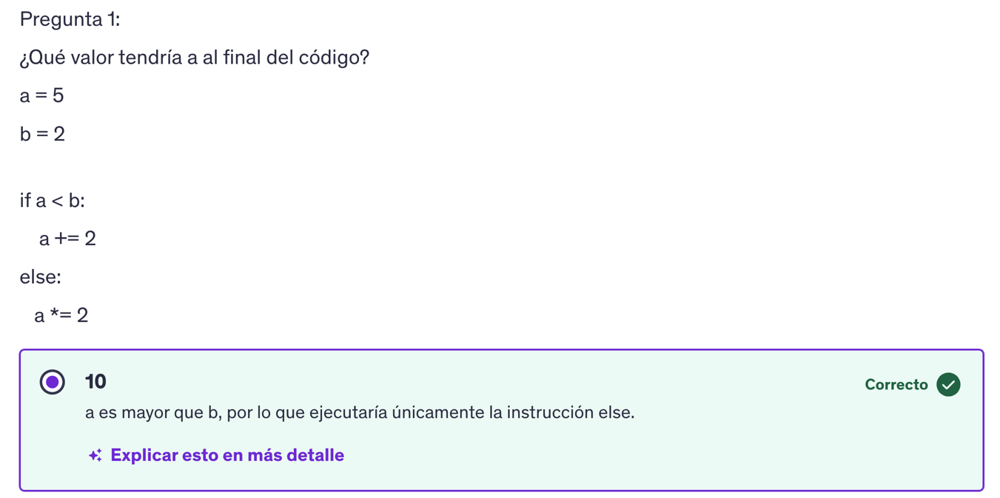 Pregunta 1:
¿Qué valor tendría a al final del código?
a = 5
b = 2
if a < b:
a += 2
else:
a *= 2
10
Correcto
a es mayor que b, por lo que ejecutaría únicamente la instrucción else.
Explicar esto en más detalle